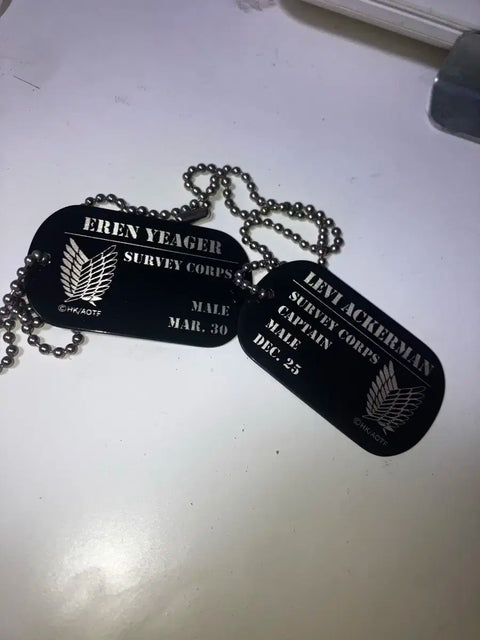 EREN YEAGER
SURVEY CORPS
©HK/AOTF
MALE
MAR. 30
LEVI ACKERMAN
SURVEY CORPS
CAPTAIN
MALE
DEC. 25
©HK/AOTF